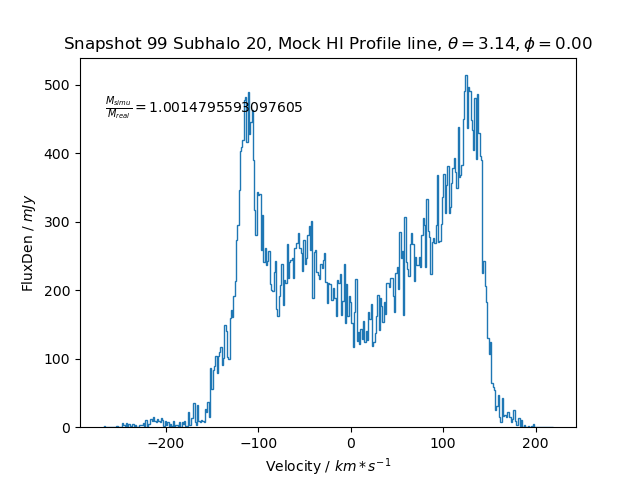 Snapshot 99 Subhalo 20, Mock HI Profile line, θ = 3.14, ϕ = 0.00
M_simu/M_real = 1.0014795593097605
FluxDen / mJy
500
400
300
200
100
0
−200
−100
0
100
200
Velocity / km * s⁻¹